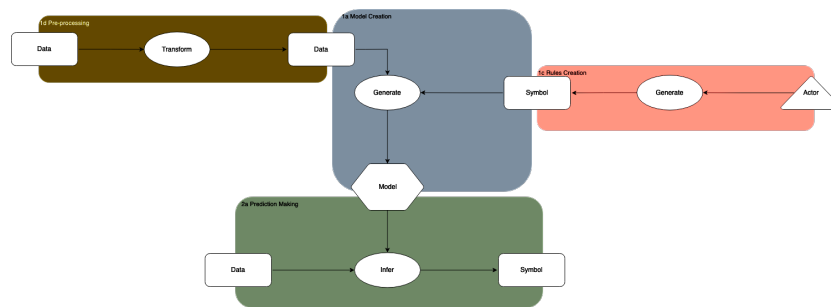 1d Pre-processing
Data
Transform
Data
1a Model Creation
Generate
Symbol
1c Rules Creation
Generate
Actor
Model
2a Prediction Making
Data
Infer
Symbol